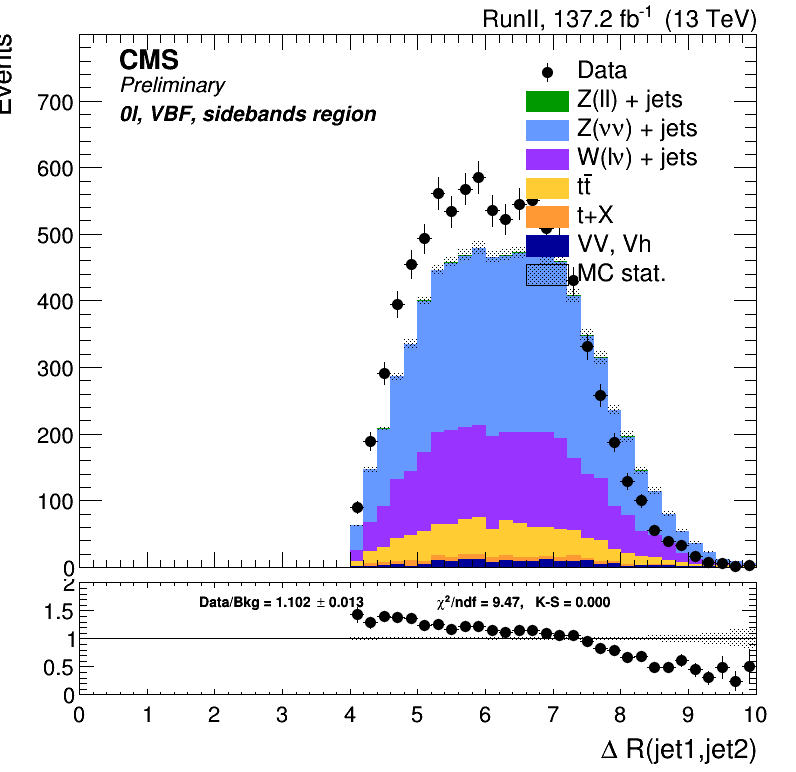 RunII, 137.2 fb⁻¹ (13 TeV)
Events
CMS
Preliminary
0l, VBF, sidebands region
Data
Z(ll) + jets
Z(νν) + jets
W(lν) + jets
tt̄
t+X
VV, Vh
MC stat.
700
600
500
400
300
200
100
0
Data/Bkg = 1.102 ± 0.013
χ²/ndf = 9.47, K-S = 0.000
2
1.5
1
0.5
0
0 1 2 3 4 5 6 7 8 9 10
Δ R(jet1,jet2)